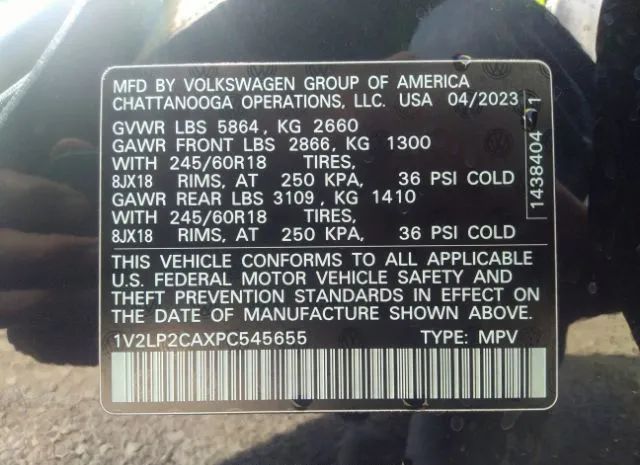 MFD BY VOLKSWAGEN GROUP OF AMERICA
CHATTANOOGA OPERATIONS, LLC. USA 04/2023
GVWR LBS 5864, KG 2660
GAWR FRONT LBS 2866, KG 1300
WITH 245/60R18 TIRES,
8JX18 RIMS, AT 250 KPA, 36 PSI COLD
GAWR REAR LBS 3109, KG 1410
WITH 245/60R18 TIRES,
8JX18 RIMS, AT 250 KPA, 36 PSI COLD
THIS VEHICLE CONFORMS TO ALL APPLICABLE
U.S. FEDERAL MOTOR VEHICLE SAFETY AND
THEFT PREVENTION STANDARDS IN EFFECT ON
THE DATE OF MANUFACTURE SHOWN ABOVE.
1V2LP2CAXPC545655 TYPE: MPV
1438404 11